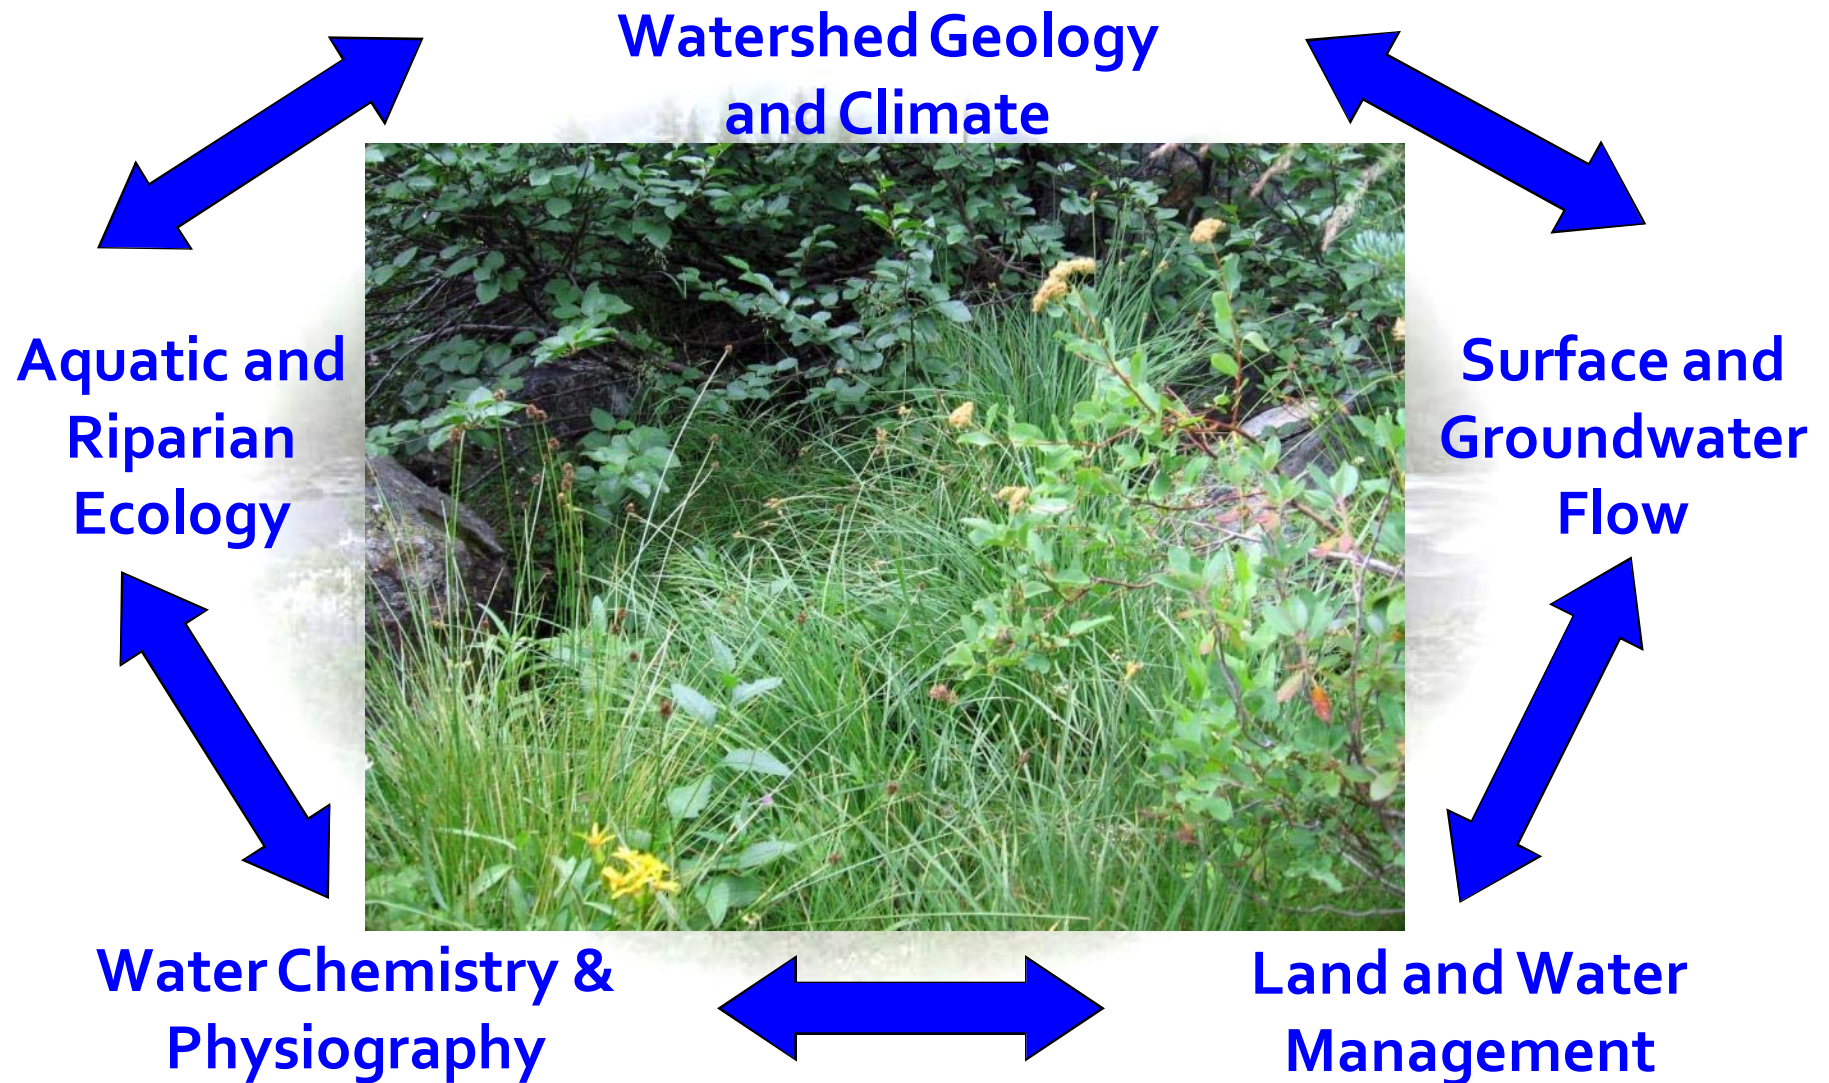 Watershed Geology
and Climate
Aquatic and
Riparian
Ecology
Surface and
Groundwater
Flow
Water Chemistry &
Physiography
Land and Water
Management